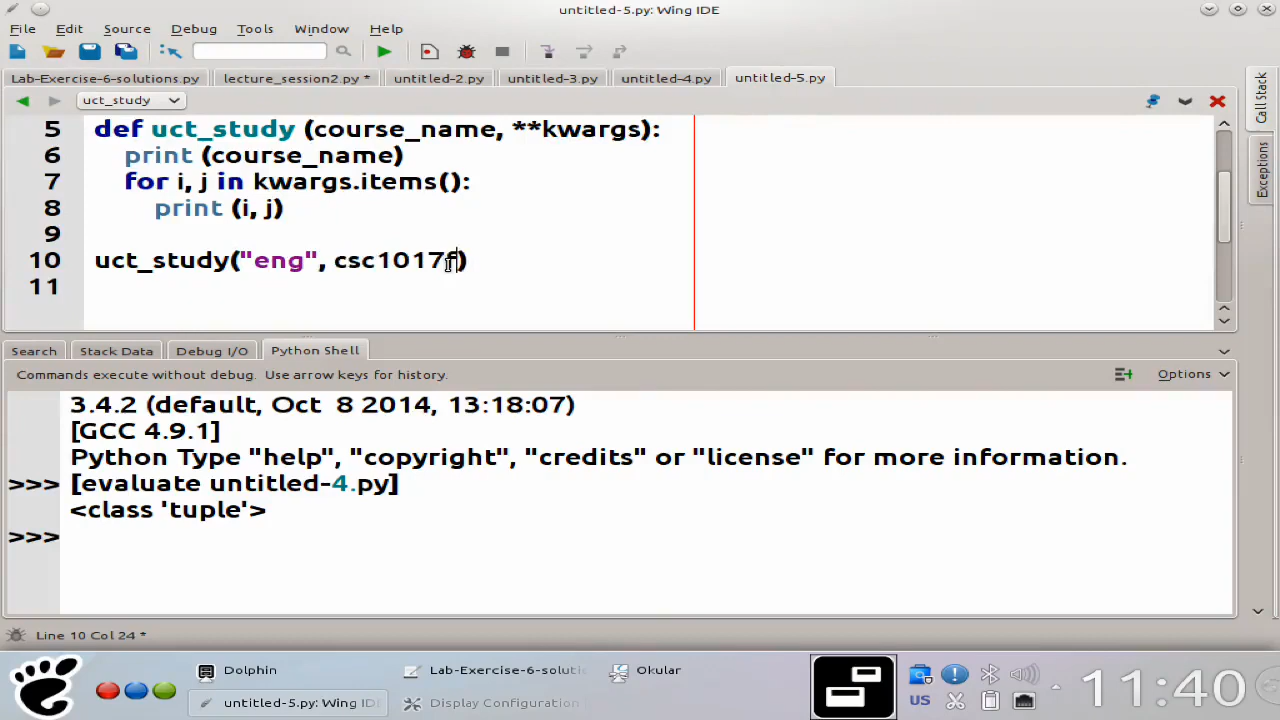 untitled-5.py: Wing IDE
File Edit Source Debug Tools Window Help
Lab-Exercise-6-solutions.py lecture_session2.py * untitled-2.py untitled-3.py untitled-4.py untitled-5.py
uct_study
5 def uct_study (course_name, **kwargs):
6 print (course_name)
7 for i, j in kwargs.items():
8 print (i, j)
9
10 uct_study("eng", csc1017f)
11
Call Stack
Exceptions
Search Stack Data Debug I/O Python Shell
Commands execute without debug. Use arrow keys for history. Options
3.4.2 (default, Oct 8 2014, 13:18:07)
[GCC 4.9.1]
Python Type "help", "copyright", "credits" or "license" for more information.
>>> [evaluate untitled-4.py]
<class 'tuple'>
>>>
Line 10 Col 24 *
Dolphin Lab-Exercise-6-soluti Okular
untitled-5.py: Wing IDE Display Configuration
US
11:40